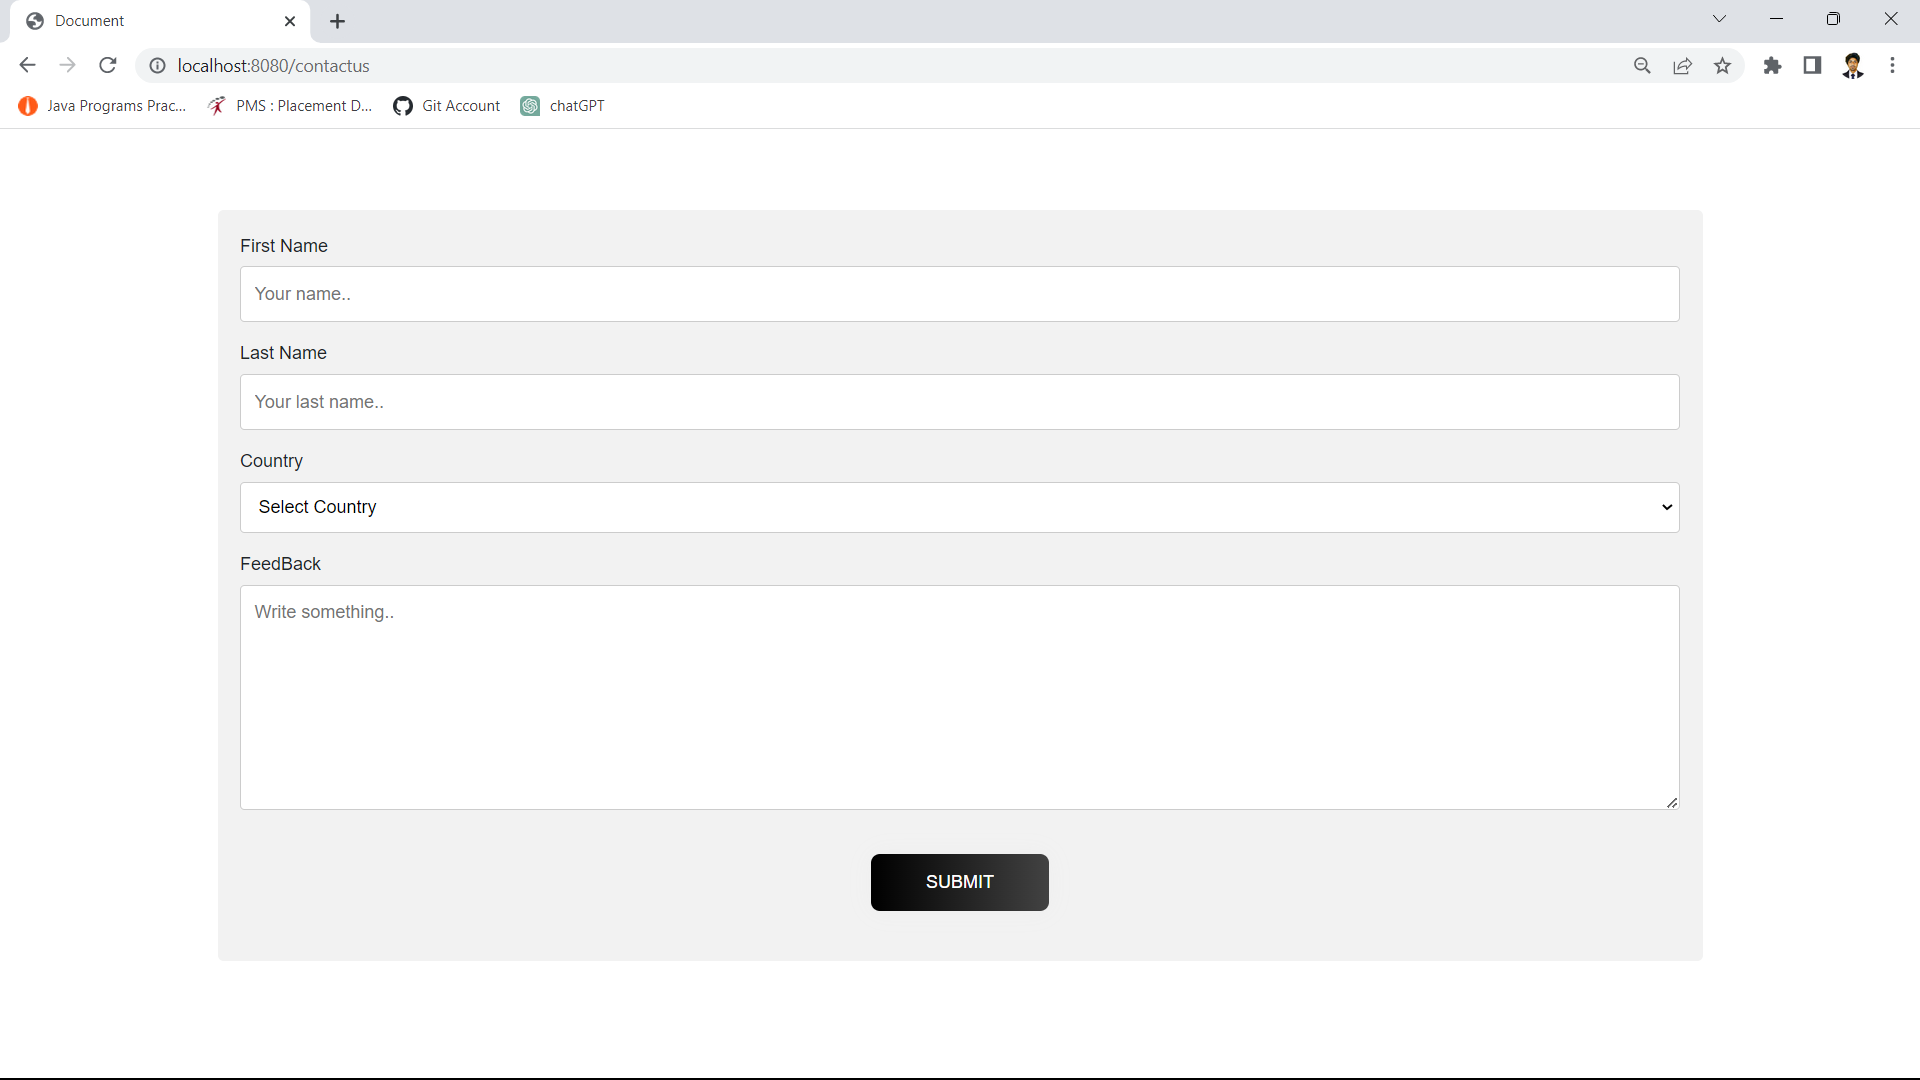 Document
localhost:8080/contactus
Java Programs Prac... PMS : Placement D... Git Account chatGPT
First Name
Your name..
Last Name
Your last name..
Country
Select Country
FeedBack
Write something..
SUBMIT